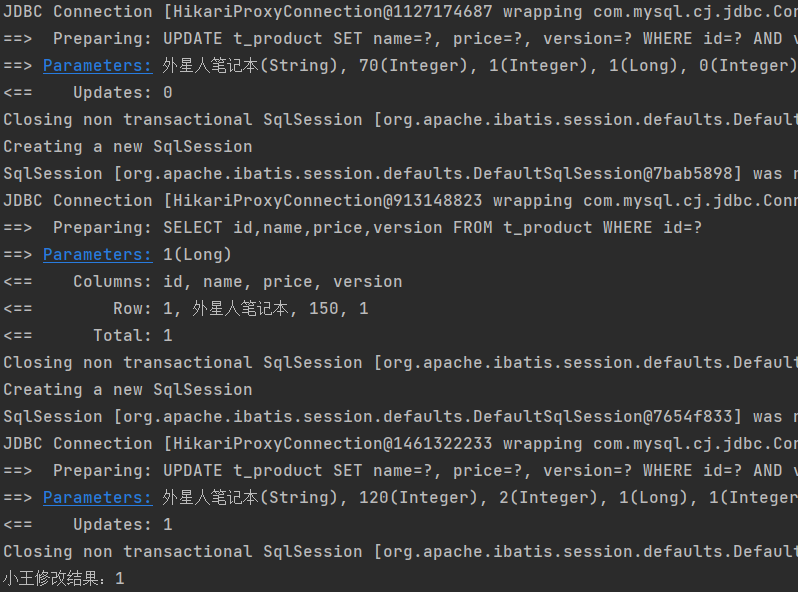 JDBC Connection [HikariProxyConnection@1127174687 wrapping com.mysql.cj.jdbc.Con
==>  Preparing: UPDATE t_product SET name=?, price=?, version=? WHERE id=? AND
==> Parameters: 外星人笔记本(String), 70(Integer), 1(Integer), 1(Long), 0(Integer)
<==    Updates: 0
Closing non transactional SqlSession [org.apache.ibatis.session.defaults.Default
Creating a new SqlSession
SqlSession [org.apache.ibatis.session.defaults.DefaultSqlSession@7bab5898] was
JDBC Connection [HikariProxyConnection@913148823 wrapping com.mysql.cj.jdbc.Con
==>  Preparing: SELECT id,name,price,version FROM t_product WHERE id=?
==> Parameters: 1(Long)
<==    Columns: id, name, price, version
<==        Row: 1, 外星人笔记本, 150, 1
<==      Total: 1
Closing non transactional SqlSession [org.apache.ibatis.session.defaults.Default
Creating a new SqlSession
SqlSession [org.apache.ibatis.session.defaults.DefaultSqlSession@7654f833] was
JDBC Connection [HikariProxyConnection@1461322233 wrapping com.mysql.cj.jdbc.Con
==>  Preparing: UPDATE t_product SET name=?, price=?, version=? WHERE id=? AND
==> Parameters: 外星人笔记本(String), 120(Integer), 2(Integer), 1(Long), 1(Integer
<==    Updates: 1
Closing non transactional SqlSession [org.apache.ibatis.session.defaults.Default
小王修改结果：1